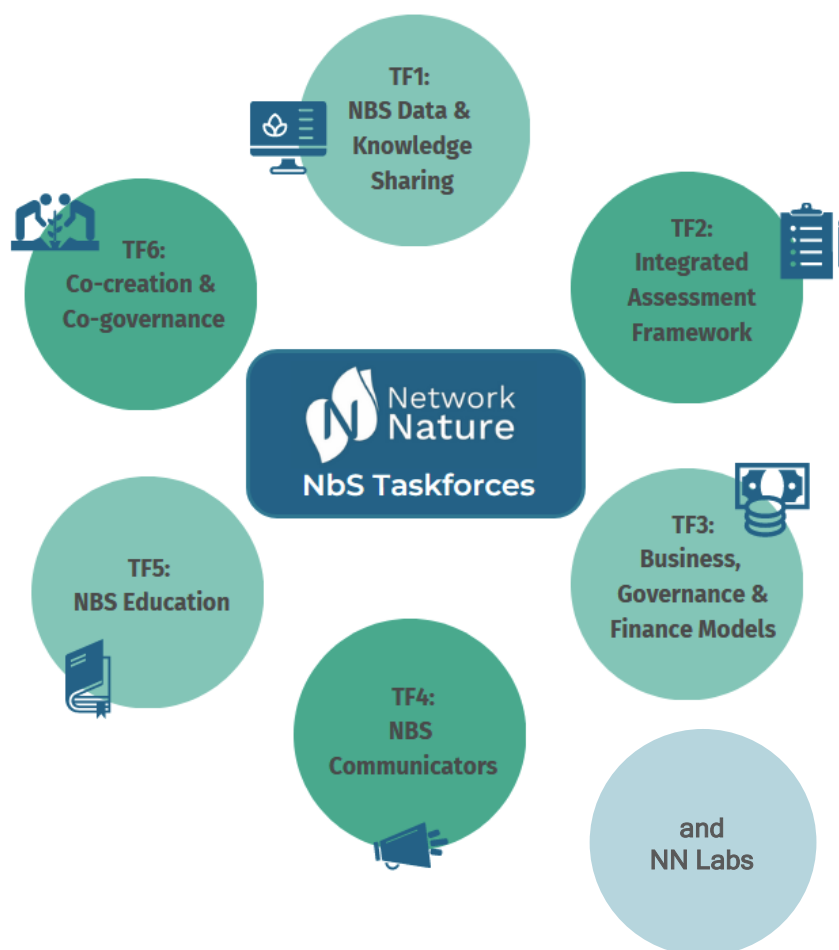 TF1:
NBS Data &
Knowledge
Sharing
TF2:
Integrated
Assessment
Framework
TF6:
Co-creation &
Co-governance
Network
Nature
NbS Taskforces
TF3:
Business,
Governance &
Finance Models
TF5:
NBS Education
TF4:
NBS
Communicators
and
NN Labs